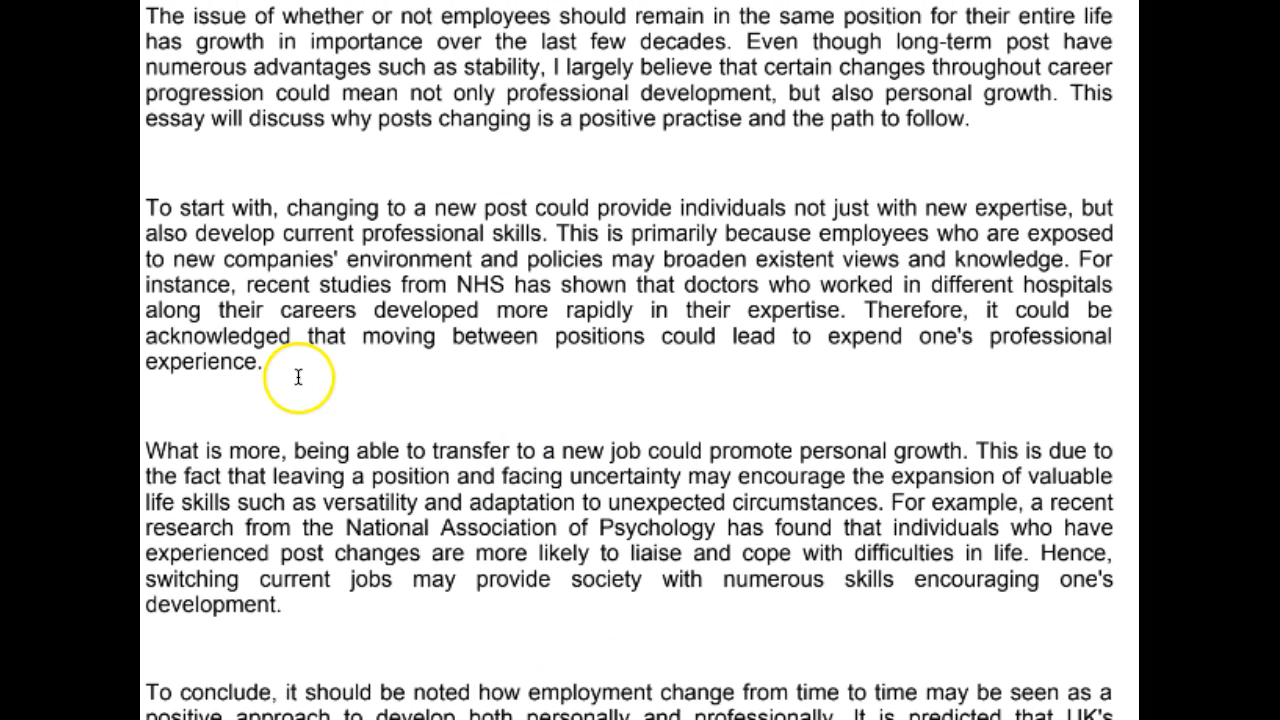 The issue of whether or not employees should remain in the same position for their entire life
has growth in importance over the last few decades. Even though long-term post have
numerous advantages such as stability, I largely believe that certain changes throughout career
progression could mean not only professional development, but also personal growth. This
essay will discuss why posts changing is a positive practise and the path to follow.
To start with, changing to a new post could provide individuals not just with new expertise, but
also develop current professional skills. This is primarily because employees who are exposed
to new companies' environment and policies may broaden existent views and knowledge. For
instance, recent studies from NHS has shown that doctors who worked in different hospitals
along their careers developed more rapidly in their expertise. Therefore, it could be
acknowledged that moving between positions could lead to expend one's professional
experience.
What is more, being able to transfer to a new job could promote personal growth. This is due to
the fact that leaving a position and facing uncertainty may encourage the expansion of valuable
life skills such as versatility and adaptation to unexpected circumstances. For example, a recent
research from the National Association of Psychology has found that individuals who have
experienced post changes are more likely to liaise and cope with difficulties in life. Hence,
switching current jobs may provide society with numerous skills encouraging one's
development.
To conclude, it should be noted how employment change from time to time may be seen as a
positive approach to develop both personally and professionally. It is predicted that UK's